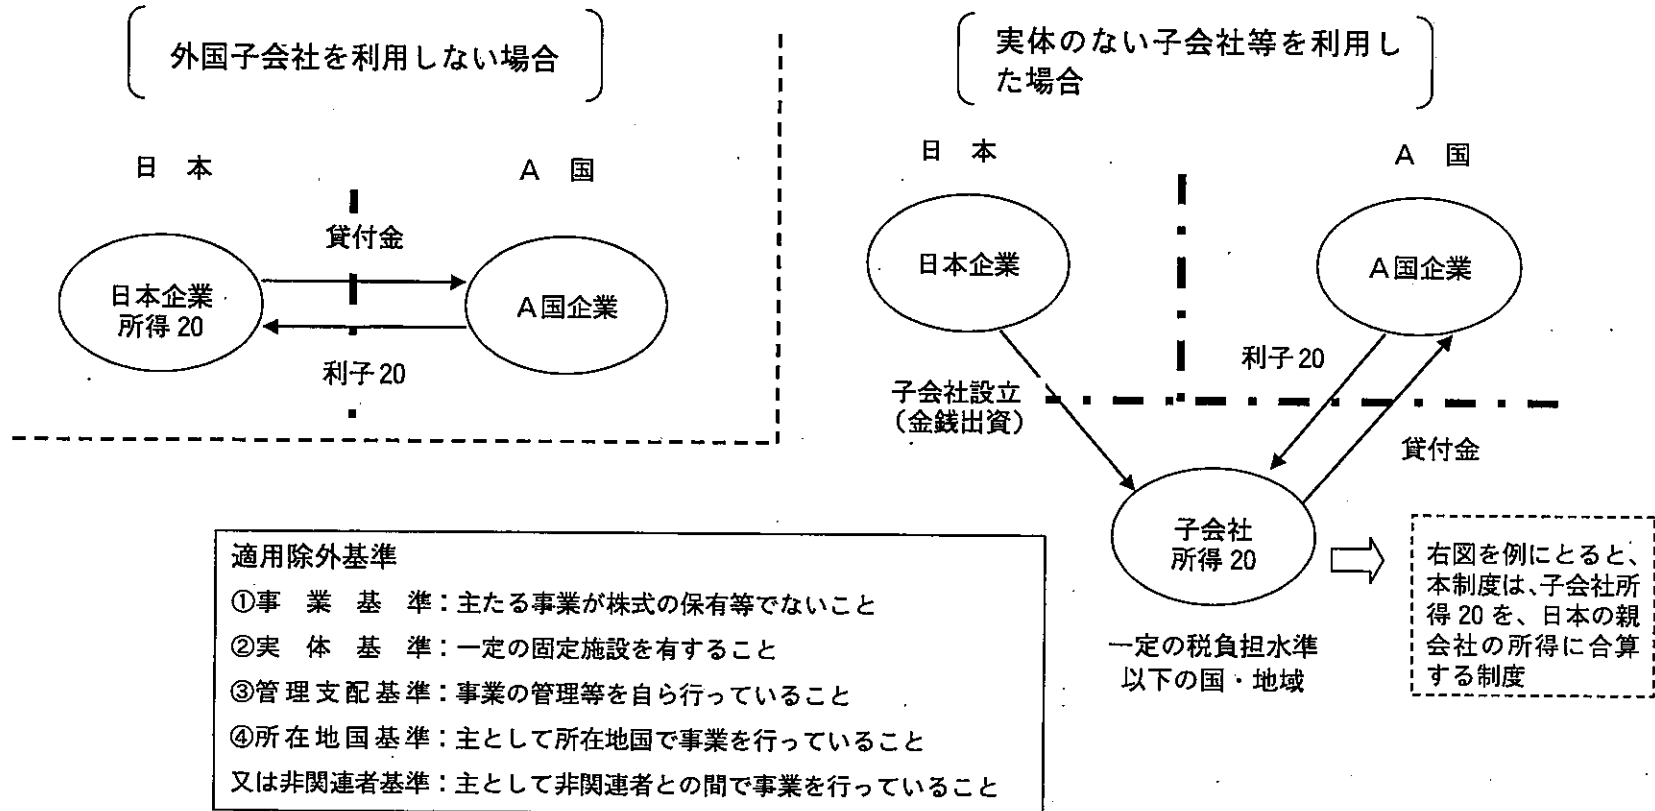 外国子会社を利用しない場合
日 本
A 国
貸付金
日本企業
所得 20
A国企業
利子 20
実体のない子会社等を利用し
た場合
日 本
A 国
日本企業
A国企業
利子 20
子会社設立
(金銭出資)
貸付金
子会社
所得 20
一定の税負担水準
以下の国・地域
右図を例にとると、
本制度は、子会社所
得 20 を、日本の親
会社の所得に合算
する制度
適用除外基準
①事 業 基 準：主たる事業が株式の保有等でないこと
②実 体 基 準：一定の固定施設を有すること
③管理支配基準：事業の管理等を自ら行っていること
④所在地国基準：主として所在地国で事業を行っていること
又は非関連者基準：主として非関連者との間で事業を行っていること